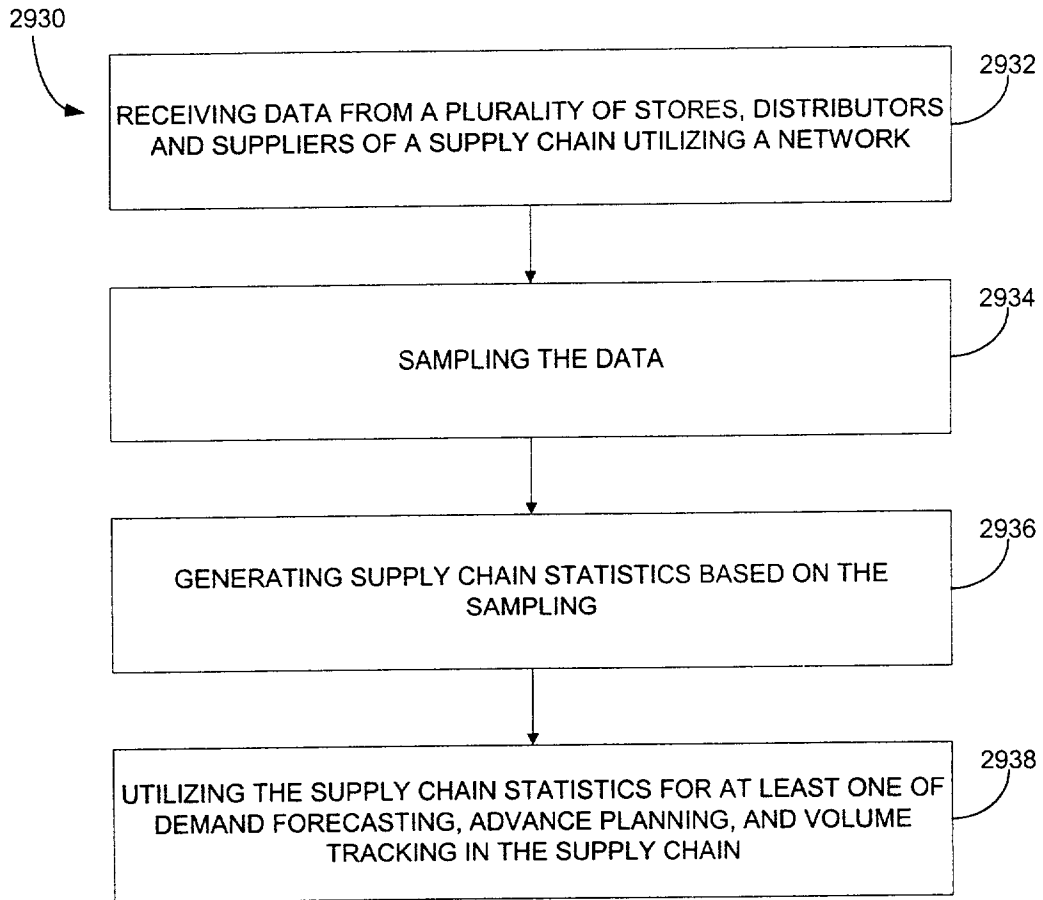 2930
2932
RECEIVING DATA FROM A PLURALITY OF STORES, DISTRIBUTORS
AND SUPPLIERS OF A SUPPLY CHAIN UTILIZING A NETWORK
2934
SAMPLING THE DATA
2936
GENERATING SUPPLY CHAIN STATISTICS BASED ON THE
SAMPLING
2938
UTILIZING THE SUPPLY CHAIN STATISTICS FOR AT LEAST ONE OF
DEMAND FORECASTING, ADVANCE PLANNING, AND VOLUME
TRACKING IN THE SUPPLY CHAIN